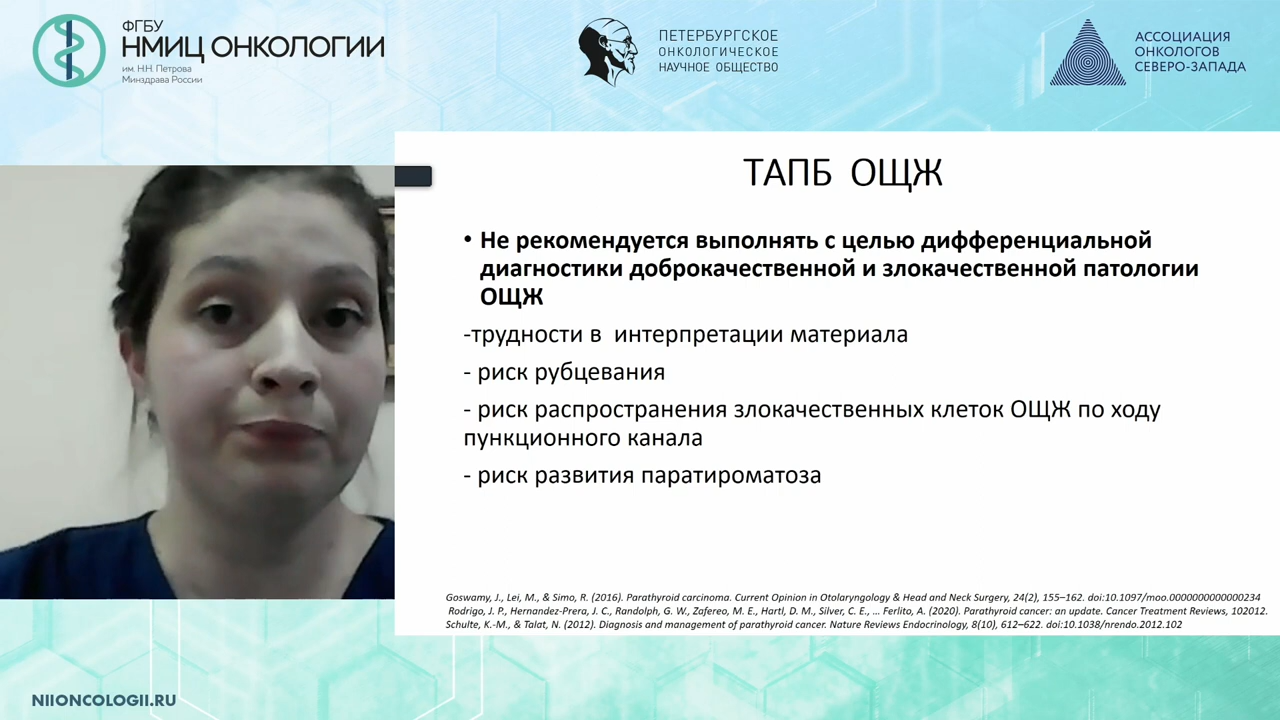 ФГБУ
НМИЦ ОНКОЛОГИИ
им. Н.Н. Петрова
Минздрава России
ПЕТЕРБУРГСКОЕ
ОНКОЛОГИЧЕСКОЕ
НАУЧНОЕ ОБЩЕСТВО
АССОЦИАЦИЯ
ОНКОЛОГОВ
СЕВЕРО-ЗАПАДА
ТАПБ ОЩЖ
• Не рекомендуется выполнять с целью дифференциальной
диагностики доброкачественной и злокачественной патологии
ОЩЖ
-трудности в интерпретации материала
- риск рубцевания
- риск распространения злокачественных клеток ОЩЖ по ходу
пункционного канала
- риск развития паратироматоза
Goswamy, J., Lei, M., & Simo, R. (2016). Parathyroid carcinoma. Current Opinion in Otolaryngology & Head and Neck Surgery, 24(2), 155–162. doi:10.1097/moo.0000000000000234
Rodrigo, J. P., Hernandez-Prera, J. C., Randolph, G. W., Zafereo, M. E., Hartl, D. M., Silver, C. E., … Ferlito, A. (2020). Parathyroid cancer: an update. Cancer Treatment Reviews, 102012.
Schulte, K.-M., & Talat, N. (2012). Diagnosis and management of parathyroid cancer. Nature Reviews Endocrinology, 8(10), 612–622. doi:10.1038/nrendo.2012.102
NIIONCOLOGII.RU